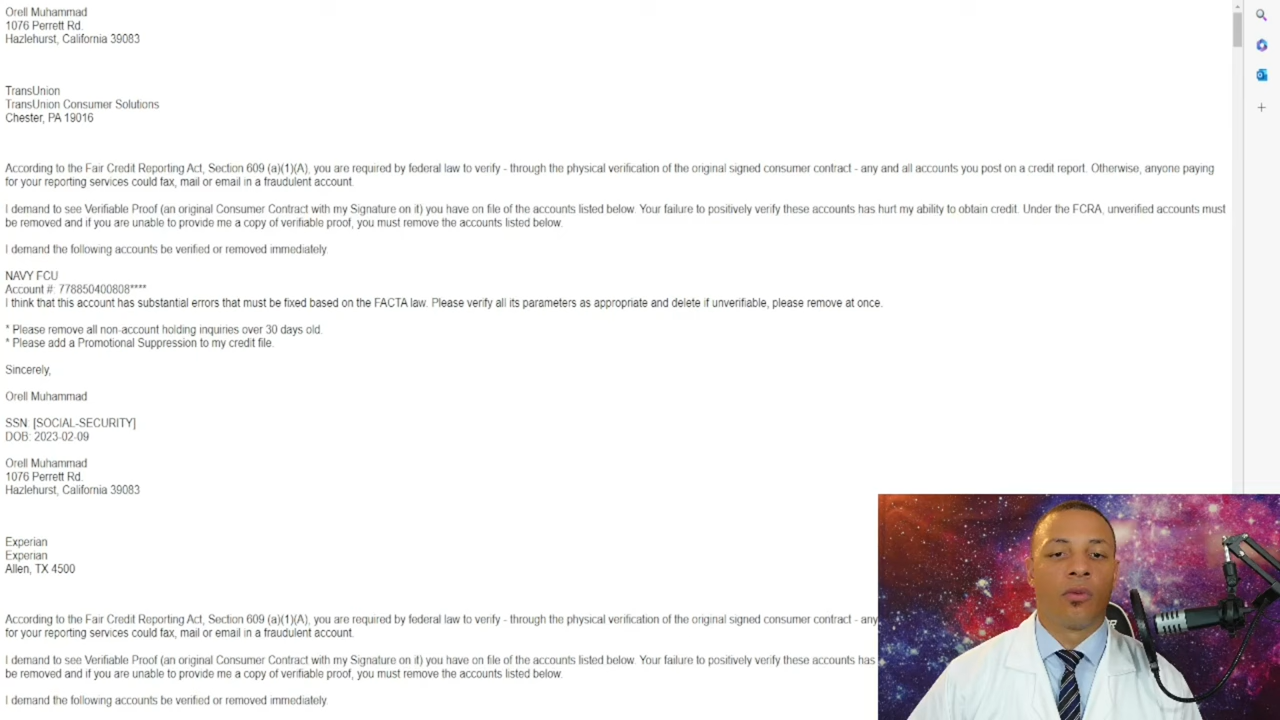 Orell Muhammad
1076 Perrett Rd.
Hazlehurst, California 39083
TransUnion
TransUnion Consumer Solutions
Chester, PA 19016
According to the Fair Credit Reporting Act, Section 609 (a)(1)(A), you are required by federal law to verify - through the physical verification of the original signed consumer contract - any and all accounts you post on a credit report. Otherwise, anyone paying
for your reporting services could fax, mail or email in a fraudulent account.
I demand to see Verifiable Proof (an original Consumer Contract with my Signature on it) you have on file of the accounts listed below. Your failure to positively verify these accounts has hurt my ability to obtain credit. Under the FCRA, unverified accounts must
be removed and if you are unable to provide me a copy of verifiable proof, you must remove the accounts listed below.
I demand the following accounts be verified or removed immediately.
NAVY FCU
Account #: 778850400808****
I think that this account has substantial errors that must be fixed based on the FACTA law. Please verify all its parameters as appropriate and delete if unverifiable, please remove at once.
* Please remove all non-account holding inquiries over 30 days old.
* Please add a Promotional Suppression to my credit file.
Sincerely,
Orell Muhammad
SSN: [SOCIAL-SECURITY]
DOB: 2023-02-09
Orell Muhammad
1076 Perrett Rd.
Hazlehurst, California 39083
Experian
Experian
Allen, TX 4500
According to the Fair Credit Reporting Act, Section 609 (a)(1)(A), you are required by federal law to verify - through the physical verification of the original signed consumer contract - any
for your reporting services could fax, mail or email in a fraudulent account.
I demand to see Verifiable Proof (an original Consumer Contract with my Signature on it) you have on file of the accounts listed below. Your failure to positively verify these accounts has
be removed and if you are unable to provide me a copy of verifiable proof, you must remove the accounts listed below.
I demand the following accounts be verified or removed immediately.